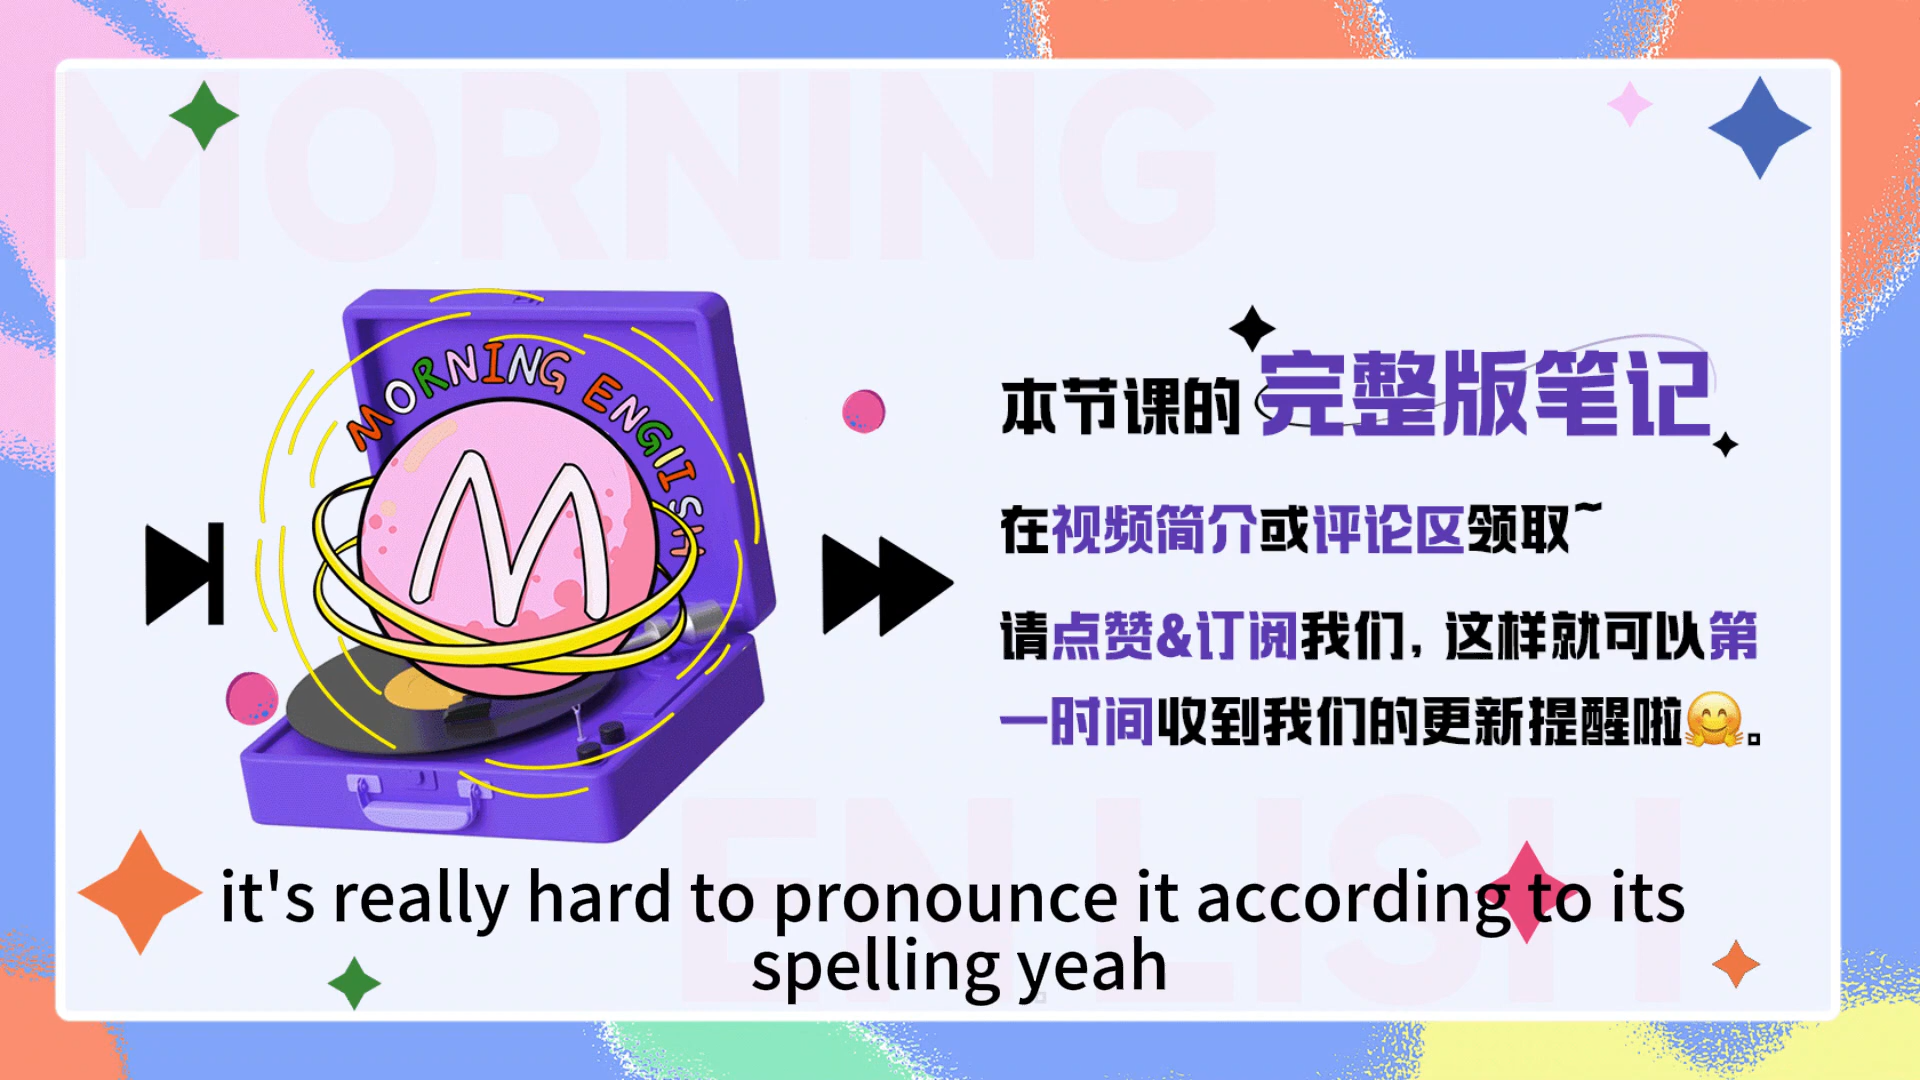 MORNING
MORNING ENGlISH
M
本节课的 完整版笔记
在视频简介或评论区领取~
请点赞&订阅我们，这样就可以第
一时间收到我们的更新提醒啦🤗。
EN LISH
it's really hard to pronounce it according to its
spelling yeah